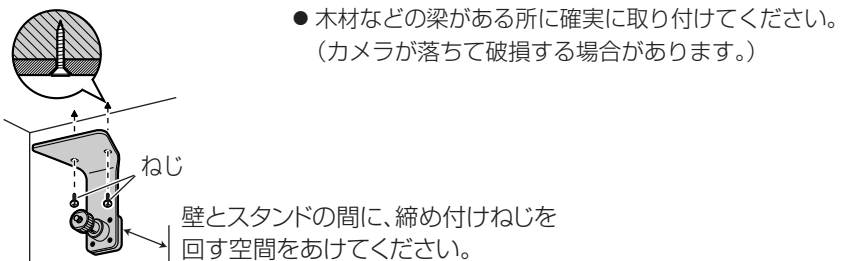 ● 木材などの梁がある所に確実に取り付けてください。
（カメラが落ちて破損する場合があります。）
ねじ
壁とスタンドの間に、締め付けねじを
回す空間をあけてください。